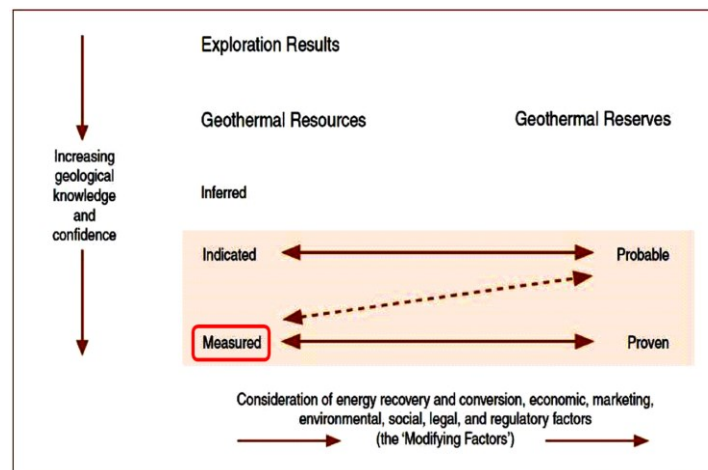 Exploration Results
Geothermal Resources
Geothermal Reserves
Increasing
geological
knowledge
and
confidence
Inferred
Indicated
Probable
Measured
Proven
Consideration of energy recovery and conversion, economic, marketing,
environmental, social, legal, and regulatory factors
(the 'Modifying Factors')